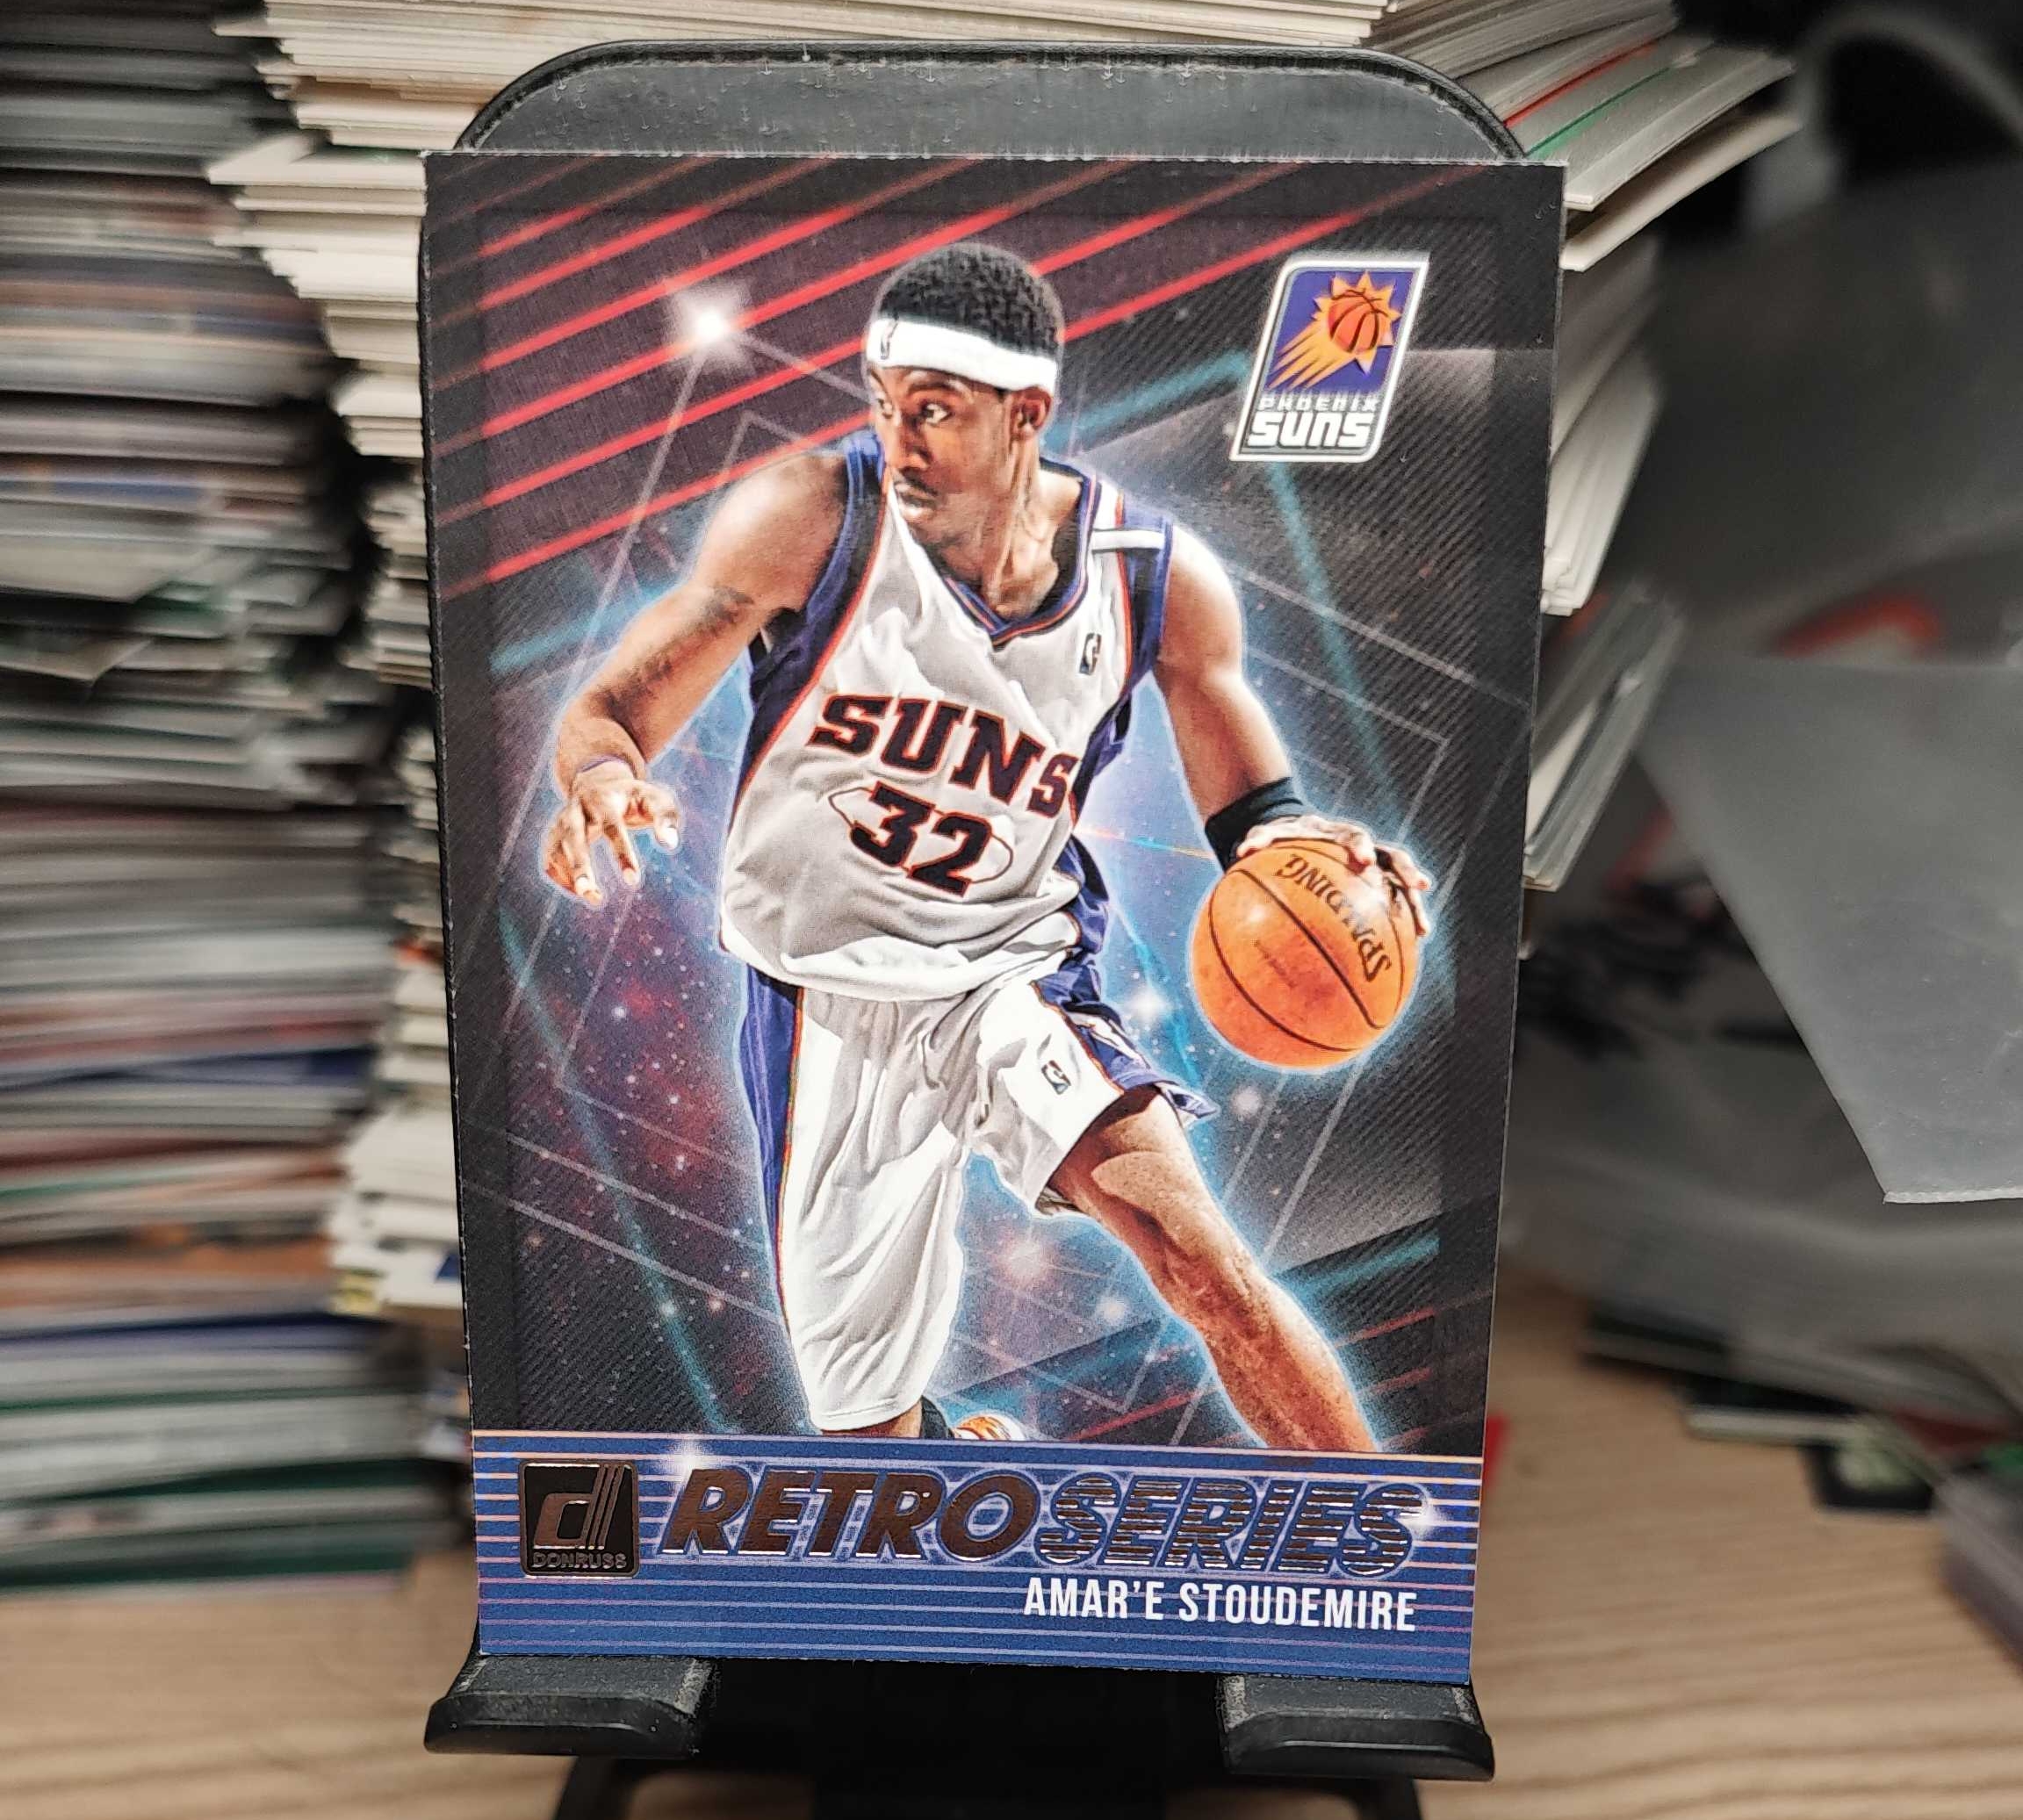 PHOENIX
SUNS
SUNS
32
SPALDING
DONRUSS
RETRO SERIES
AMAR'E STOUDEMIRE